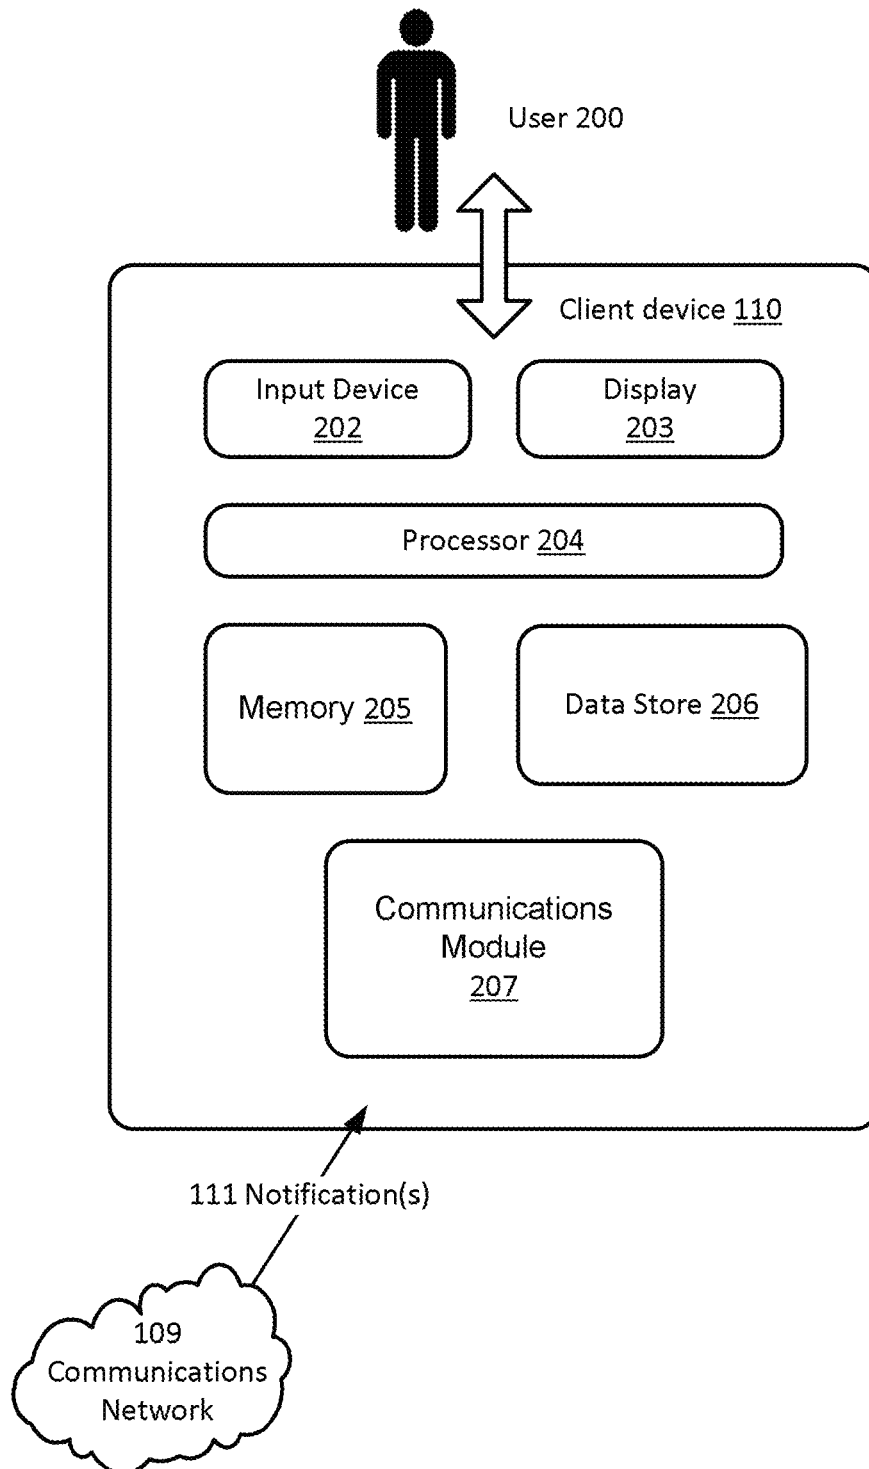 User 200
Client device 110
Input Device
202
Display
203
Processor 204
Memory 205
Data Store 206
Communications
Module
207
111 Notification(s)
109
Communications
Network